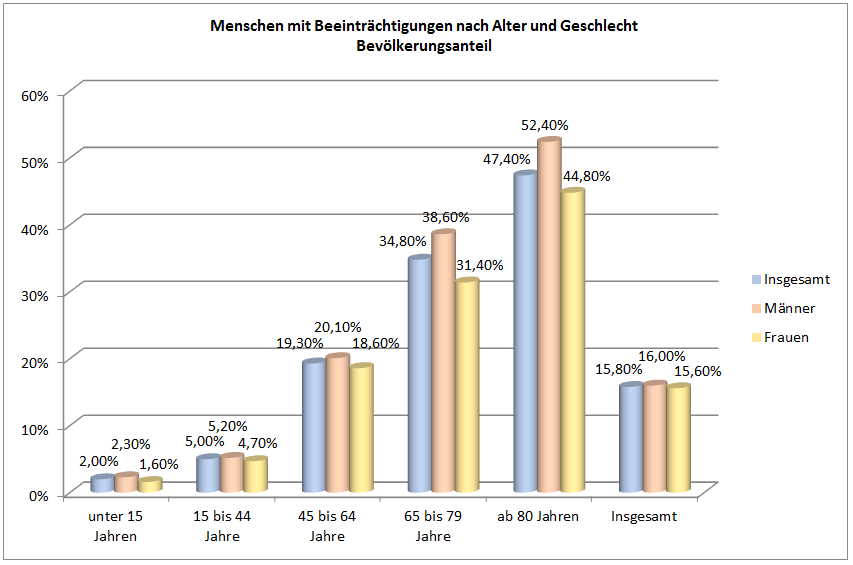 Menschen mit Beeinträchtigungen nach Alter und Geschlecht
Bevölkerungsanteil
60%
50%
40%
30%
20%
10%
0%
2,00%
2,30%
1,60%
5,00%
5,20%
4,70%
19,30%
20,10%
18,60%
34,80%
38,60%
31,40%
47,40%
52,40%
44,80%
15,80%
16,00%
15,60%
unter 15
Jahren
15 bis 44
Jahre
45 bis 64
Jahre
65 bis 79
Jahre
ab 80 Jahren
Insgesamt
Insgesamt
Männer
Frauen